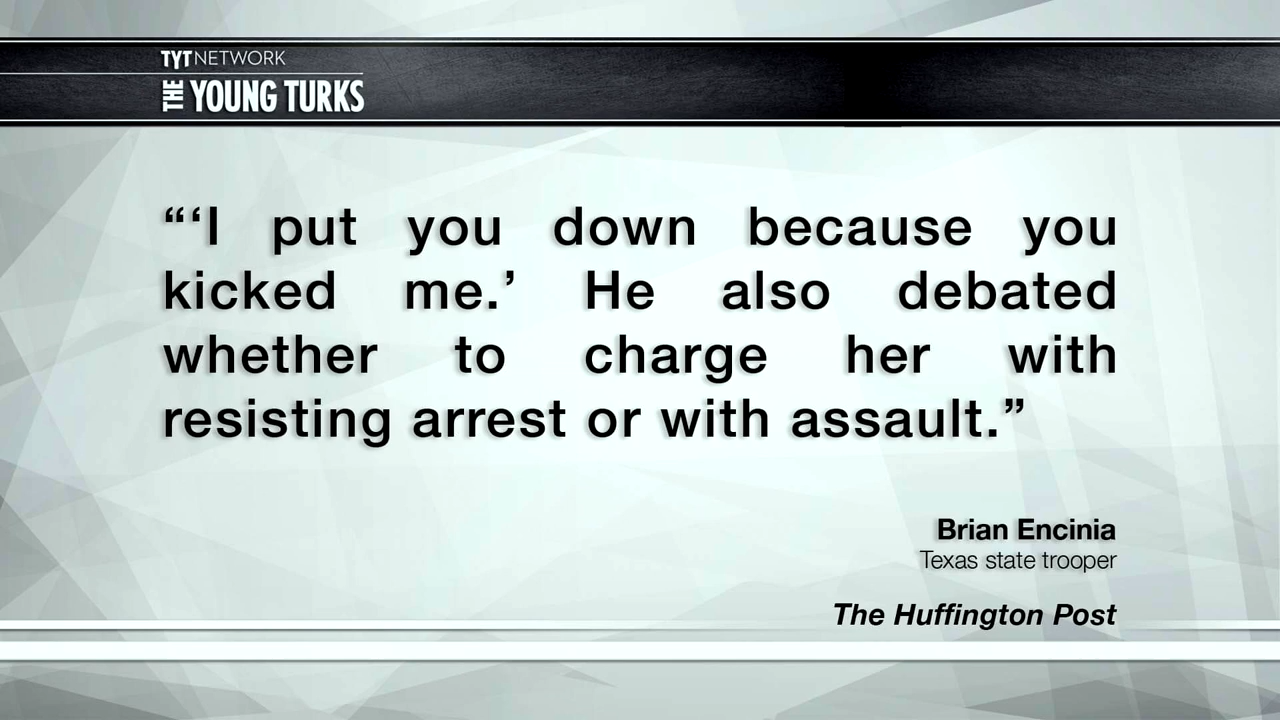 TYTNETWORK
THE YOUNG TURKS
“‘I put you down because you
kicked me.’ He also debated
whether to charge her with
resisting arrest or with assault.”
Brian Encinia
Texas state trooper
The Huffington Post